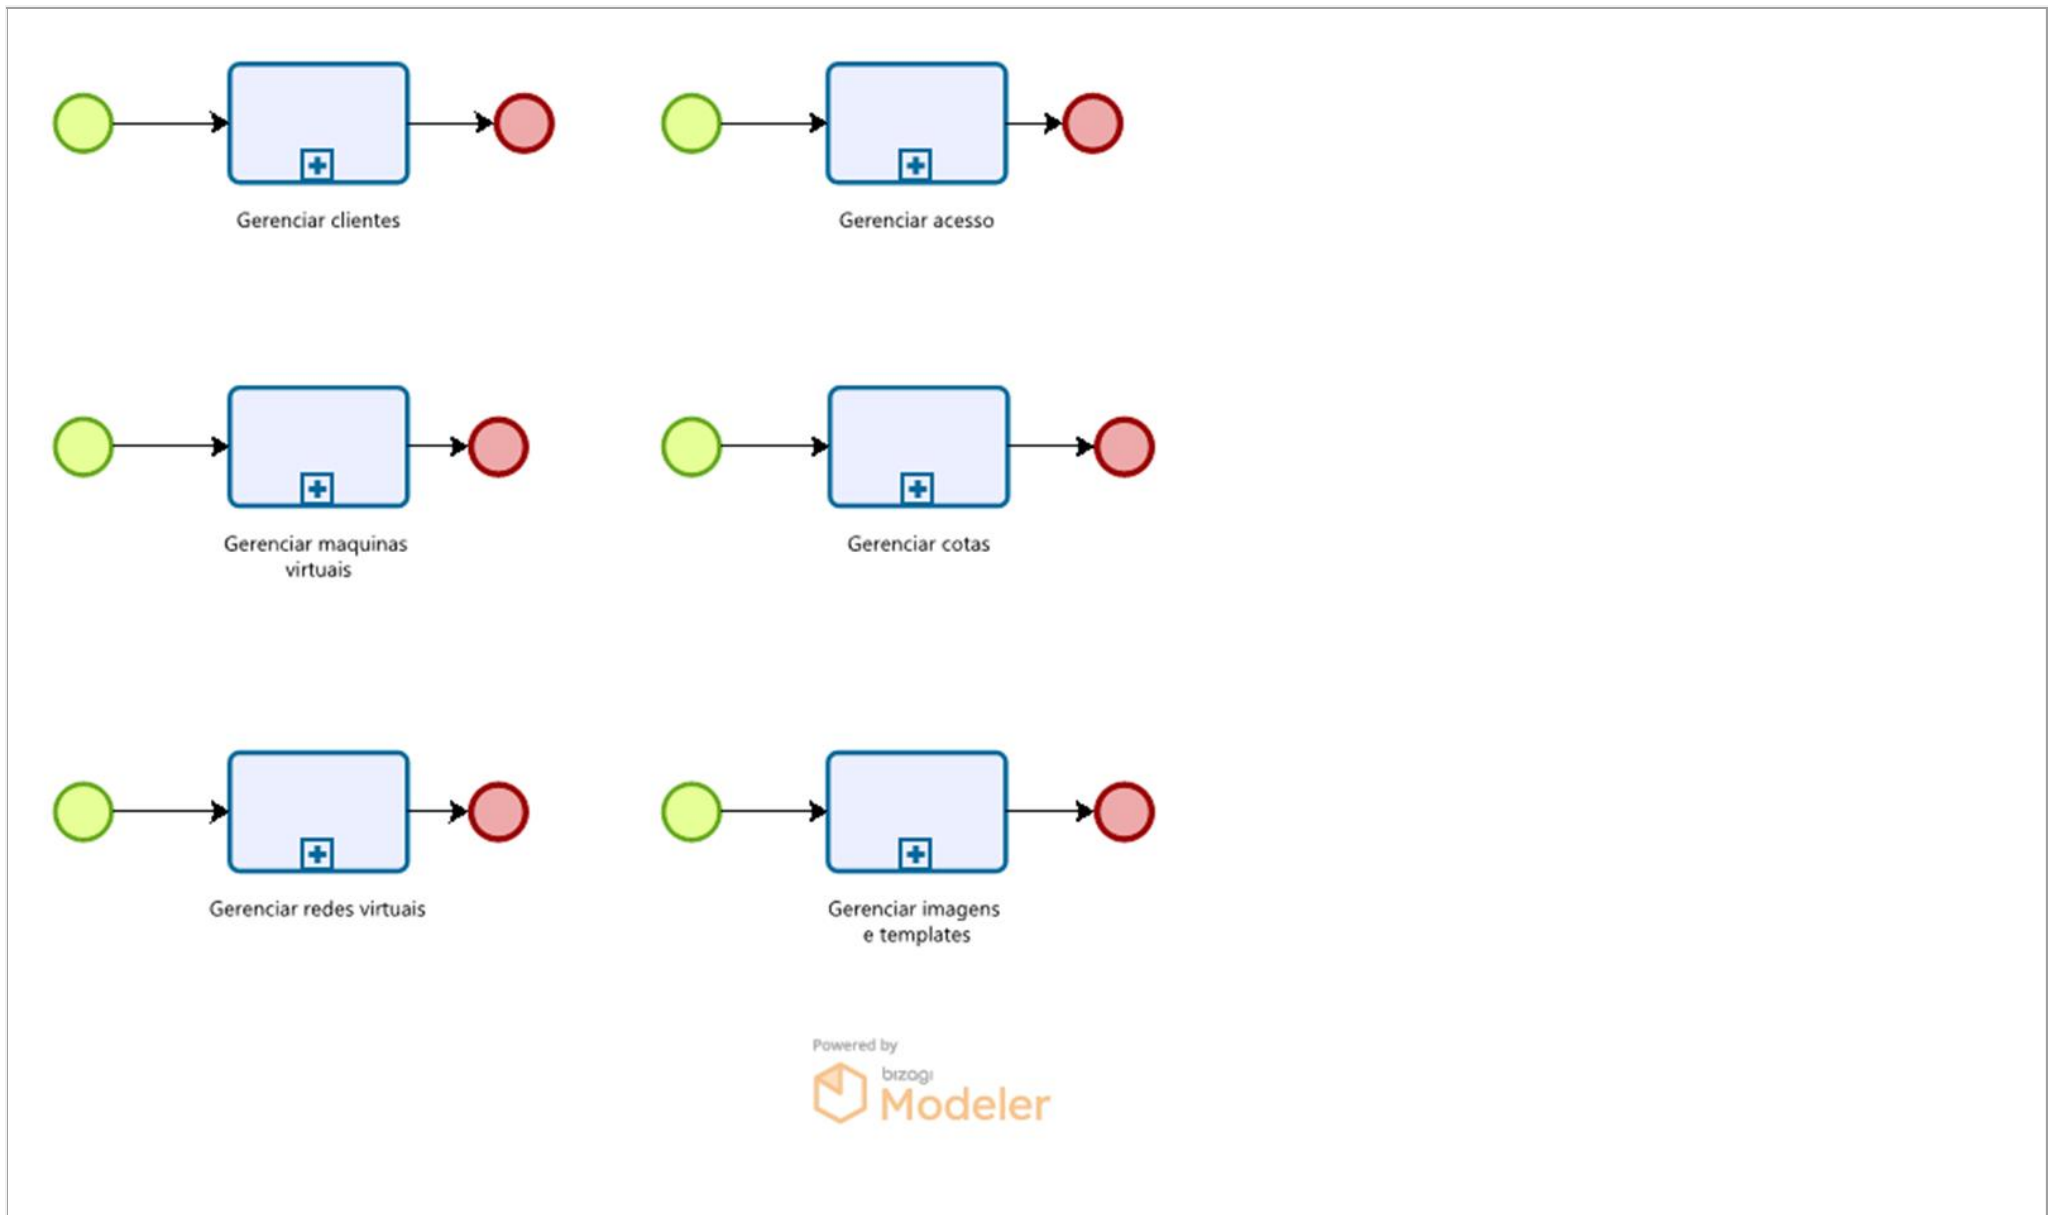 Gerenciar clientes
Gerenciar acesso
Gerenciar maquinas
virtuais
Gerenciar cotas
Gerenciar redes virtuais
Gerenciar imagens
e templates
Powered by
bizagi
Modeler